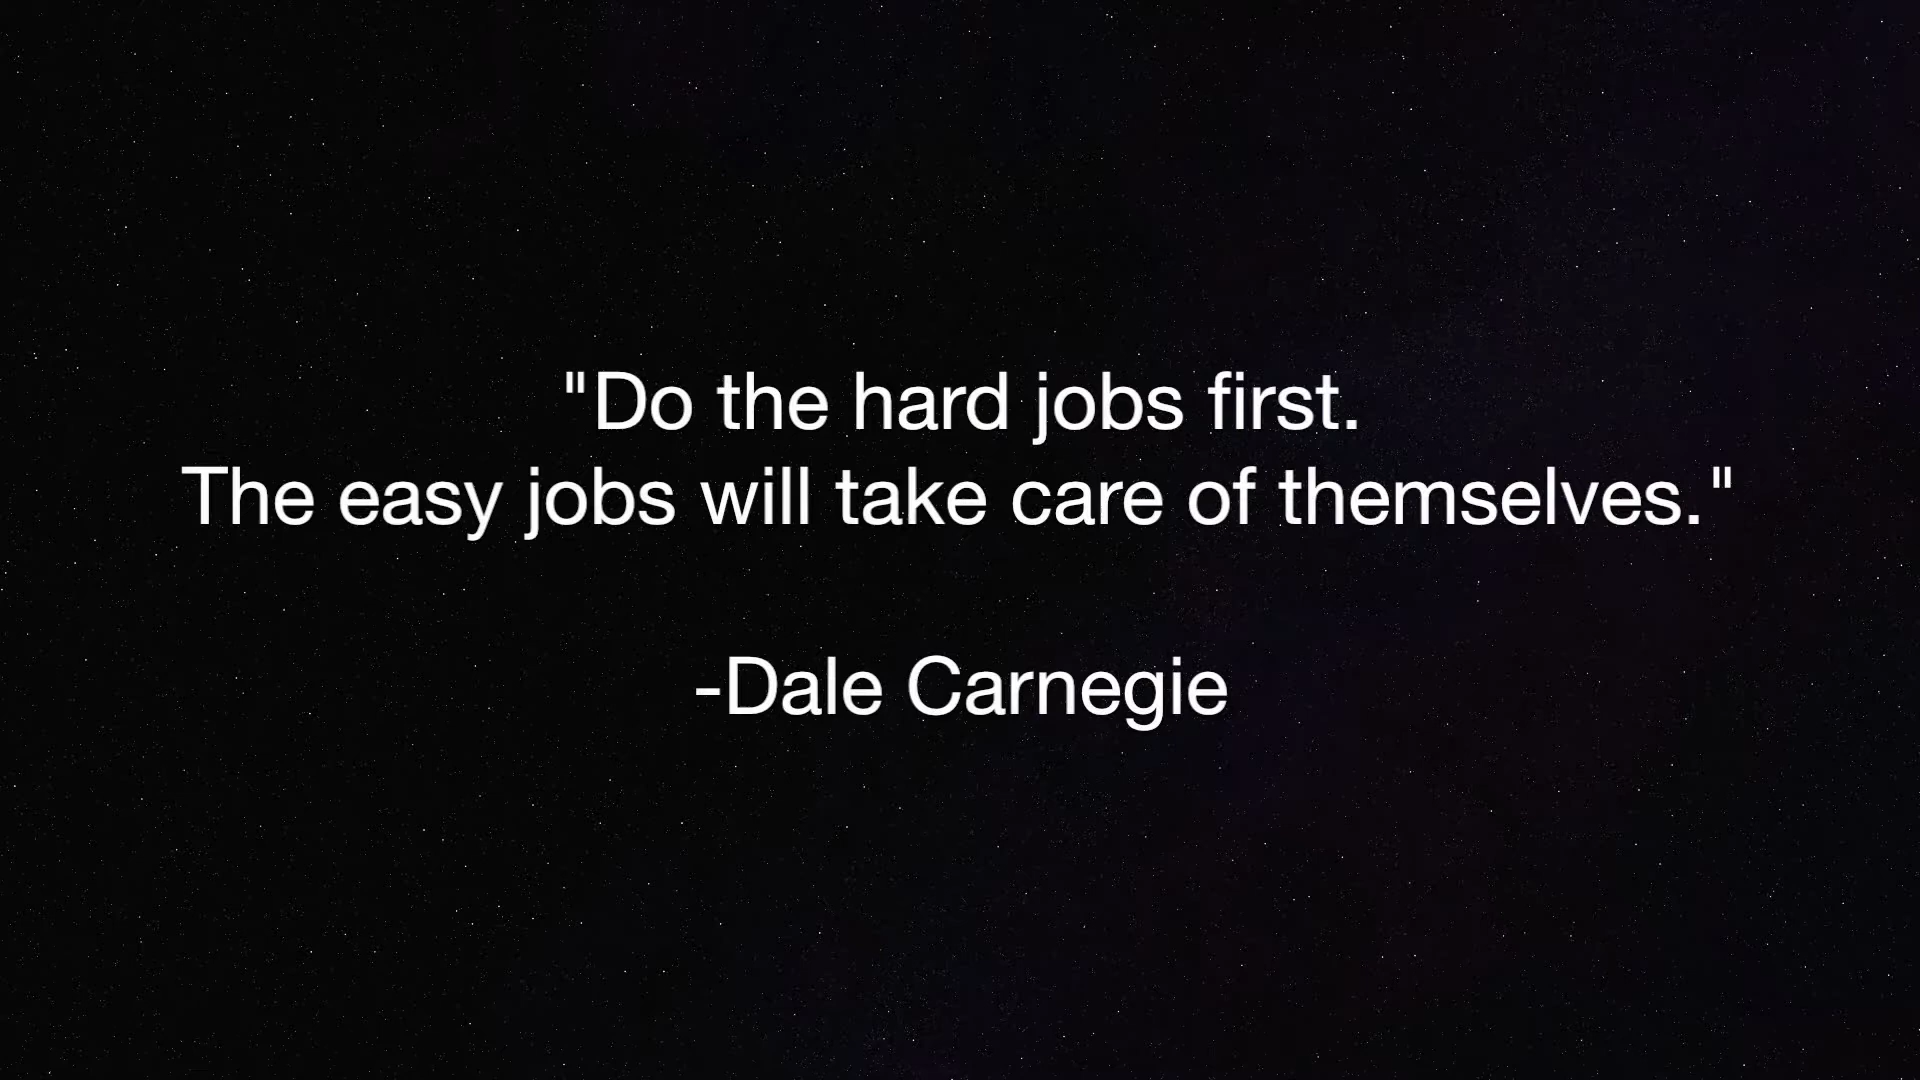 "Do the hard jobs first.
The easy jobs will take care of themselves."
-Dale Carnegie